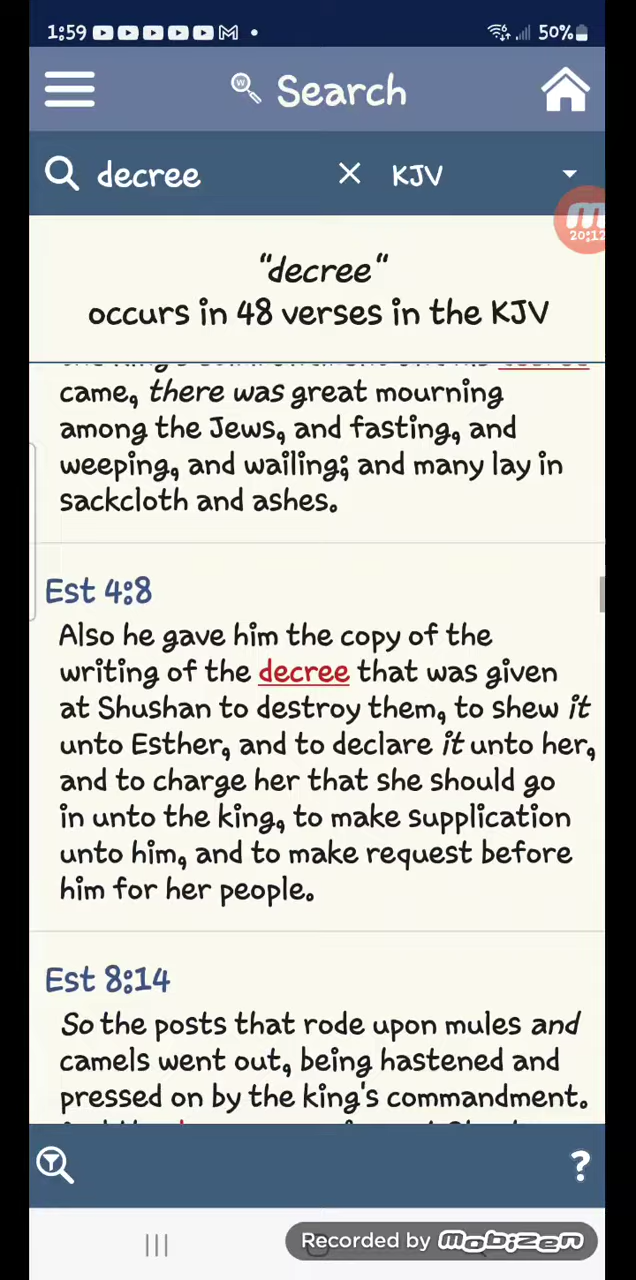 1:59 50%
Search
decree KJV
20:12
"decree"
occurs in 48 verses in the KJV
came, there was great mourning
among the Jews, and fasting, and
weeping, and wailing; and many lay in
sackcloth and ashes.
Est 4:8
Also he gave him the copy of the
writing of the decree that was given
at Shushan to destroy them, to shew it
unto Esther, and to declare it unto her,
and to charge her that she should go
in unto the king, to make supplication
unto him, and to make request before
him for her people.
Est 8:14
So the posts that rode upon mules and
camels went out, being hastened and
pressed on by the king's commandment.
?
Recorded by mobizen